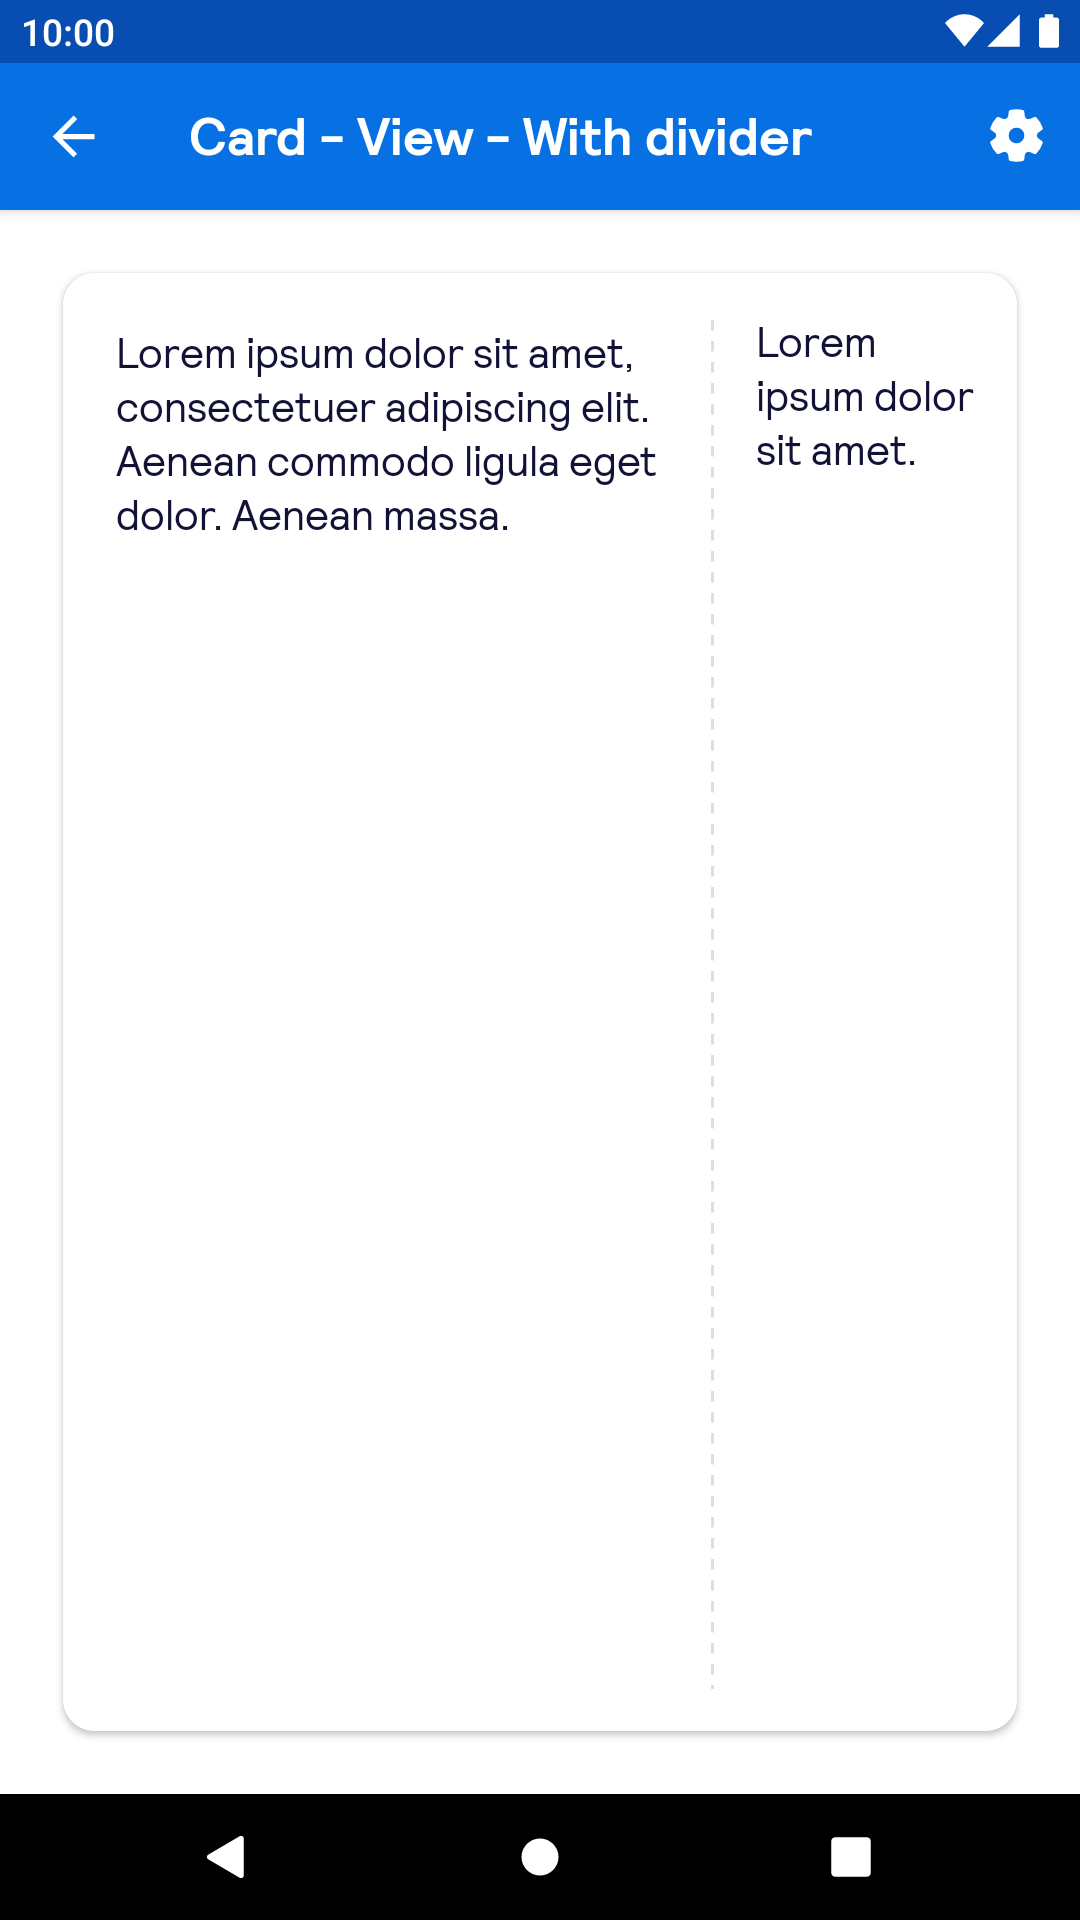 10:00
Card - View - With divider
Lorem ipsum dolor sit amet,
consectetuer adipiscing elit.
Aenean commodo ligula eget
dolor. Aenean massa.
Lorem
ipsum dolor
sit amet.